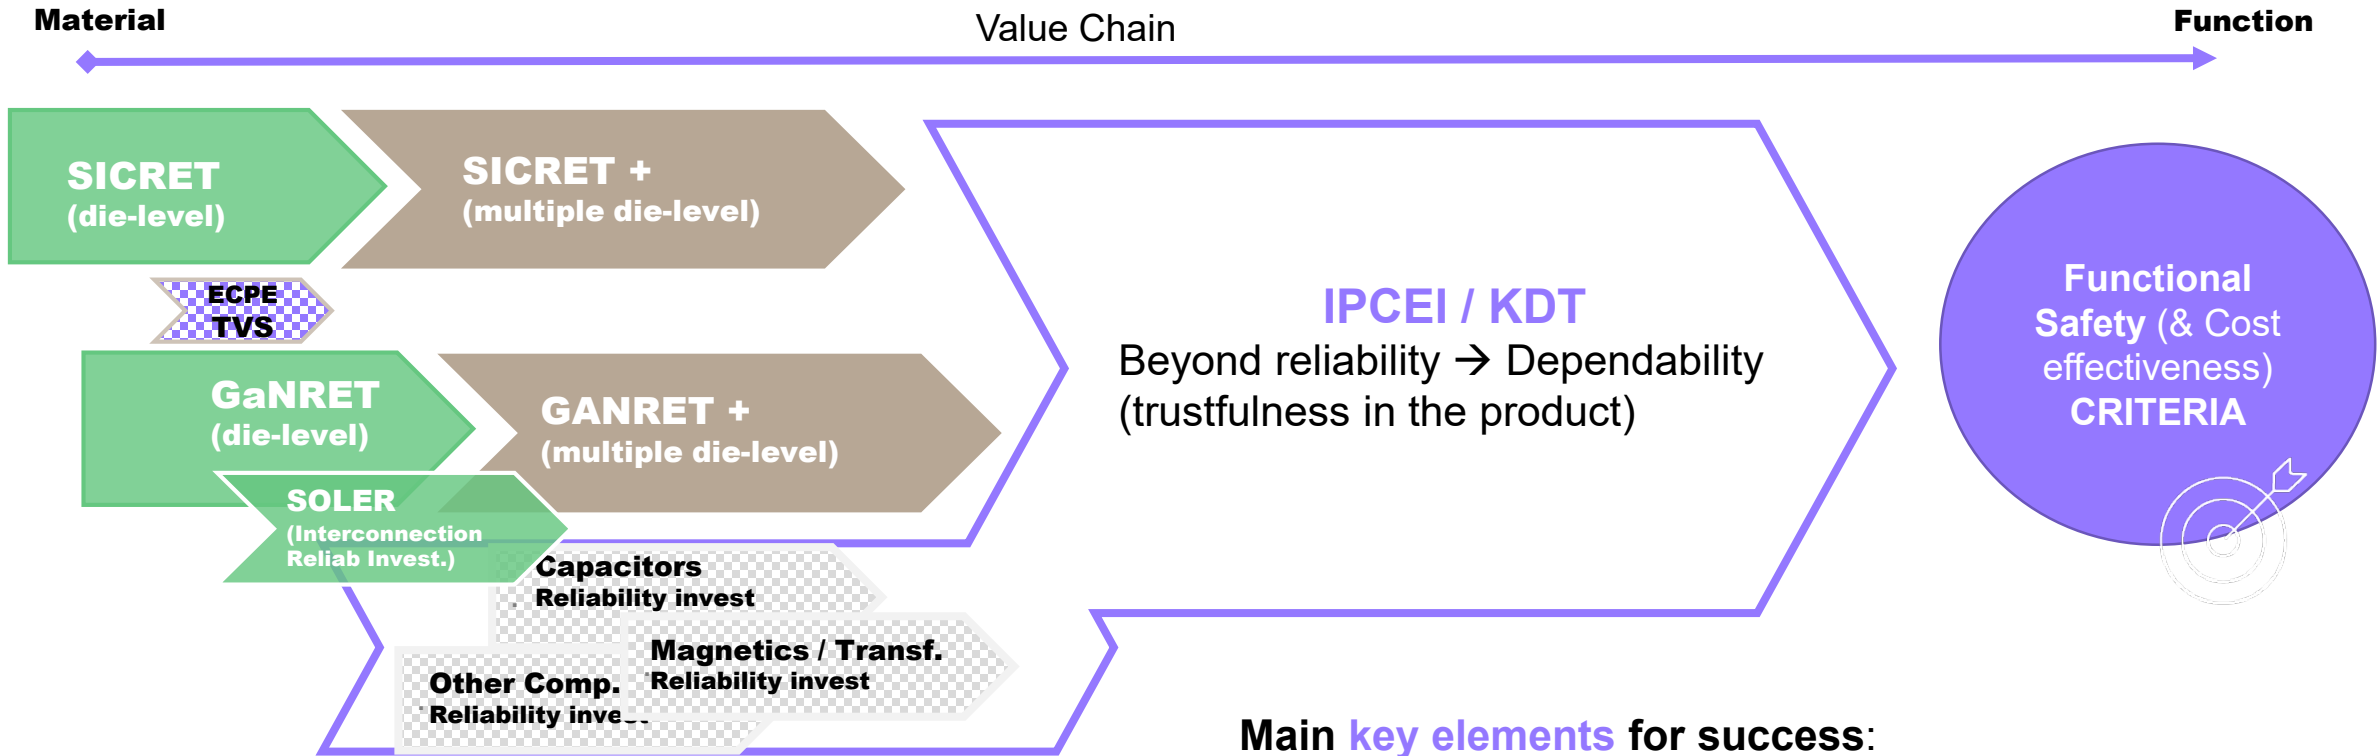 Material
Value Chain
Function
SICRET
(die-level)
SICRET +
(multiple die-level)
ECPE
TVS
GaNRET
(die-level)
GANRET +
(multiple die-level)
SOLER
(Interconnection
Reliab Invest.)
Capacitors
Reliability invest
Magnetics / Transf.
Reliability invest
Other Comp.
Reliability invest
IPCEI / KDT
Beyond reliability → Dependability
(trustfulness in the product)
Functional
Safety (& Cost
effectiveness)
CRITERIA
Main key elements for success: